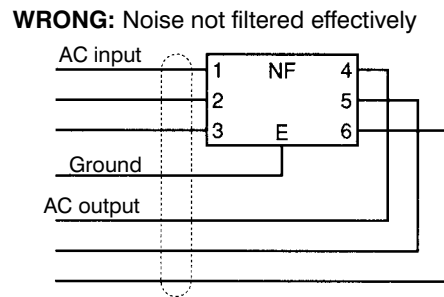 WRONG: Noise not filtered effectively
AC input
1 NF 4
2 5
3 E 6
Ground
AC output